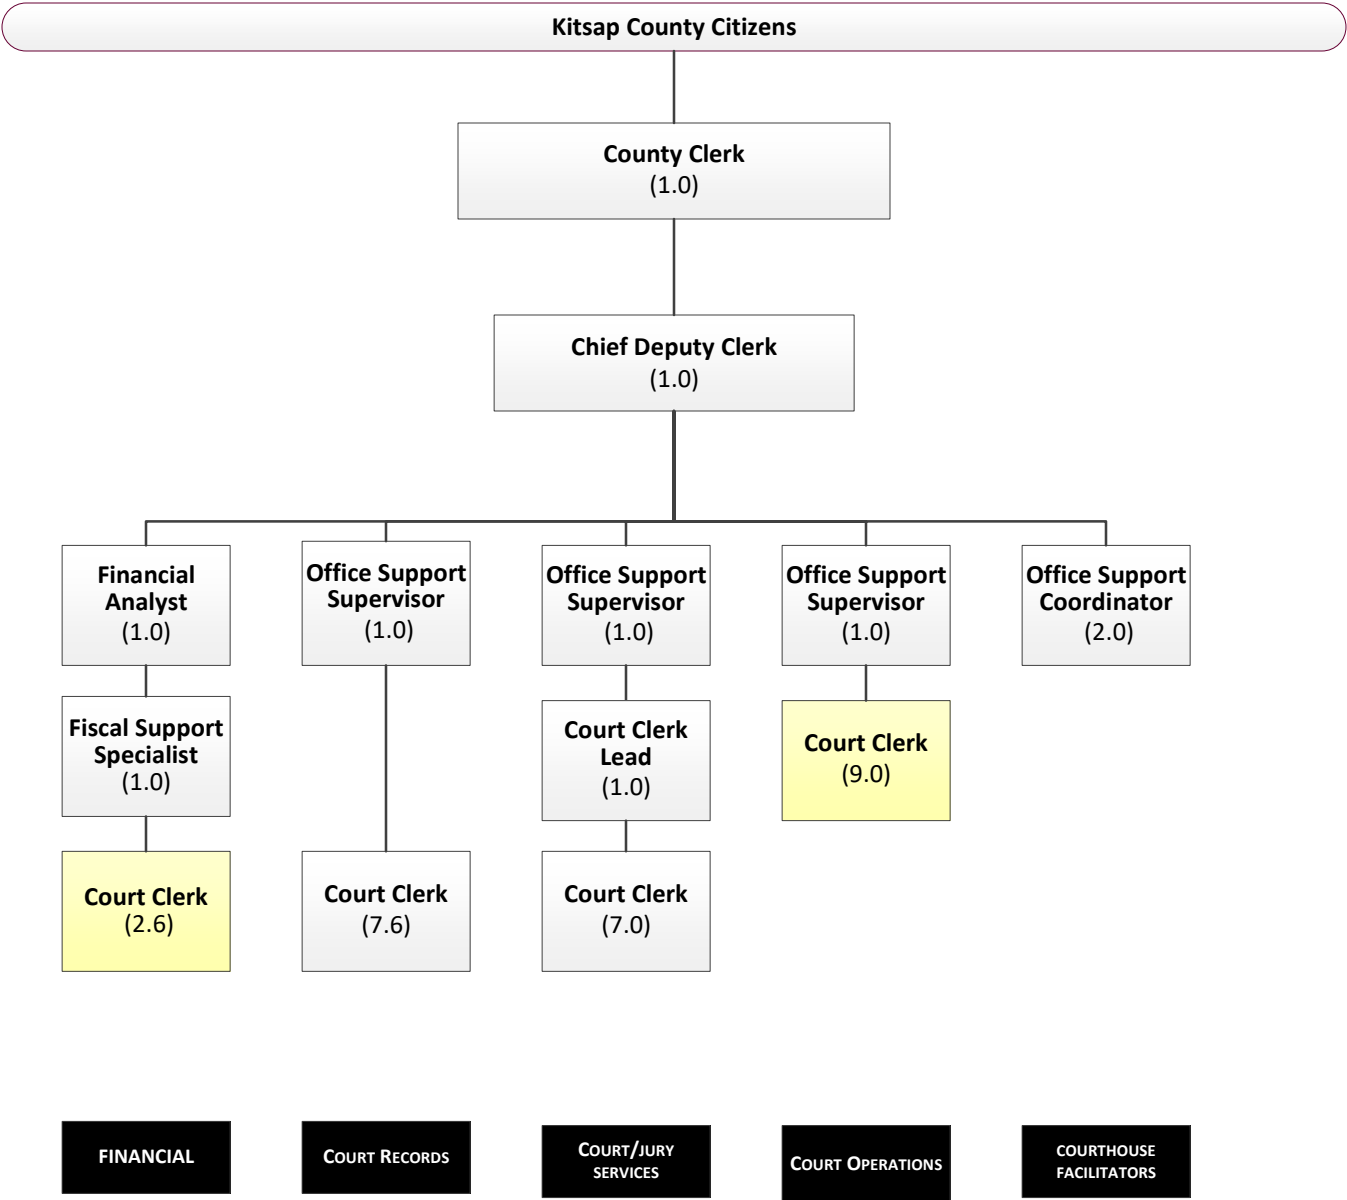 Kitsap County Citizens
County Clerk
(1.0)
Chief Deputy Clerk
(1.0)
Financial
Analyst
(1.0)
Office Support
Supervisor
(1.0)
Office Support
Supervisor
(1.0)
Office Support
Supervisor
(1.0)
Office Support
Coordinator
(2.0)
Fiscal Support
Specialist
(1.0)
Court Clerk
Lead
(1.0)
Court Clerk
(9.0)
Court Clerk
(2.6)
Court Clerk
(7.6)
Court Clerk
(7.0)
FINANCIAL
COURT RECORDS
COURT/JURY
SERVICES
COURT OPERATIONS
COURTHOUSE
FACILITATORS